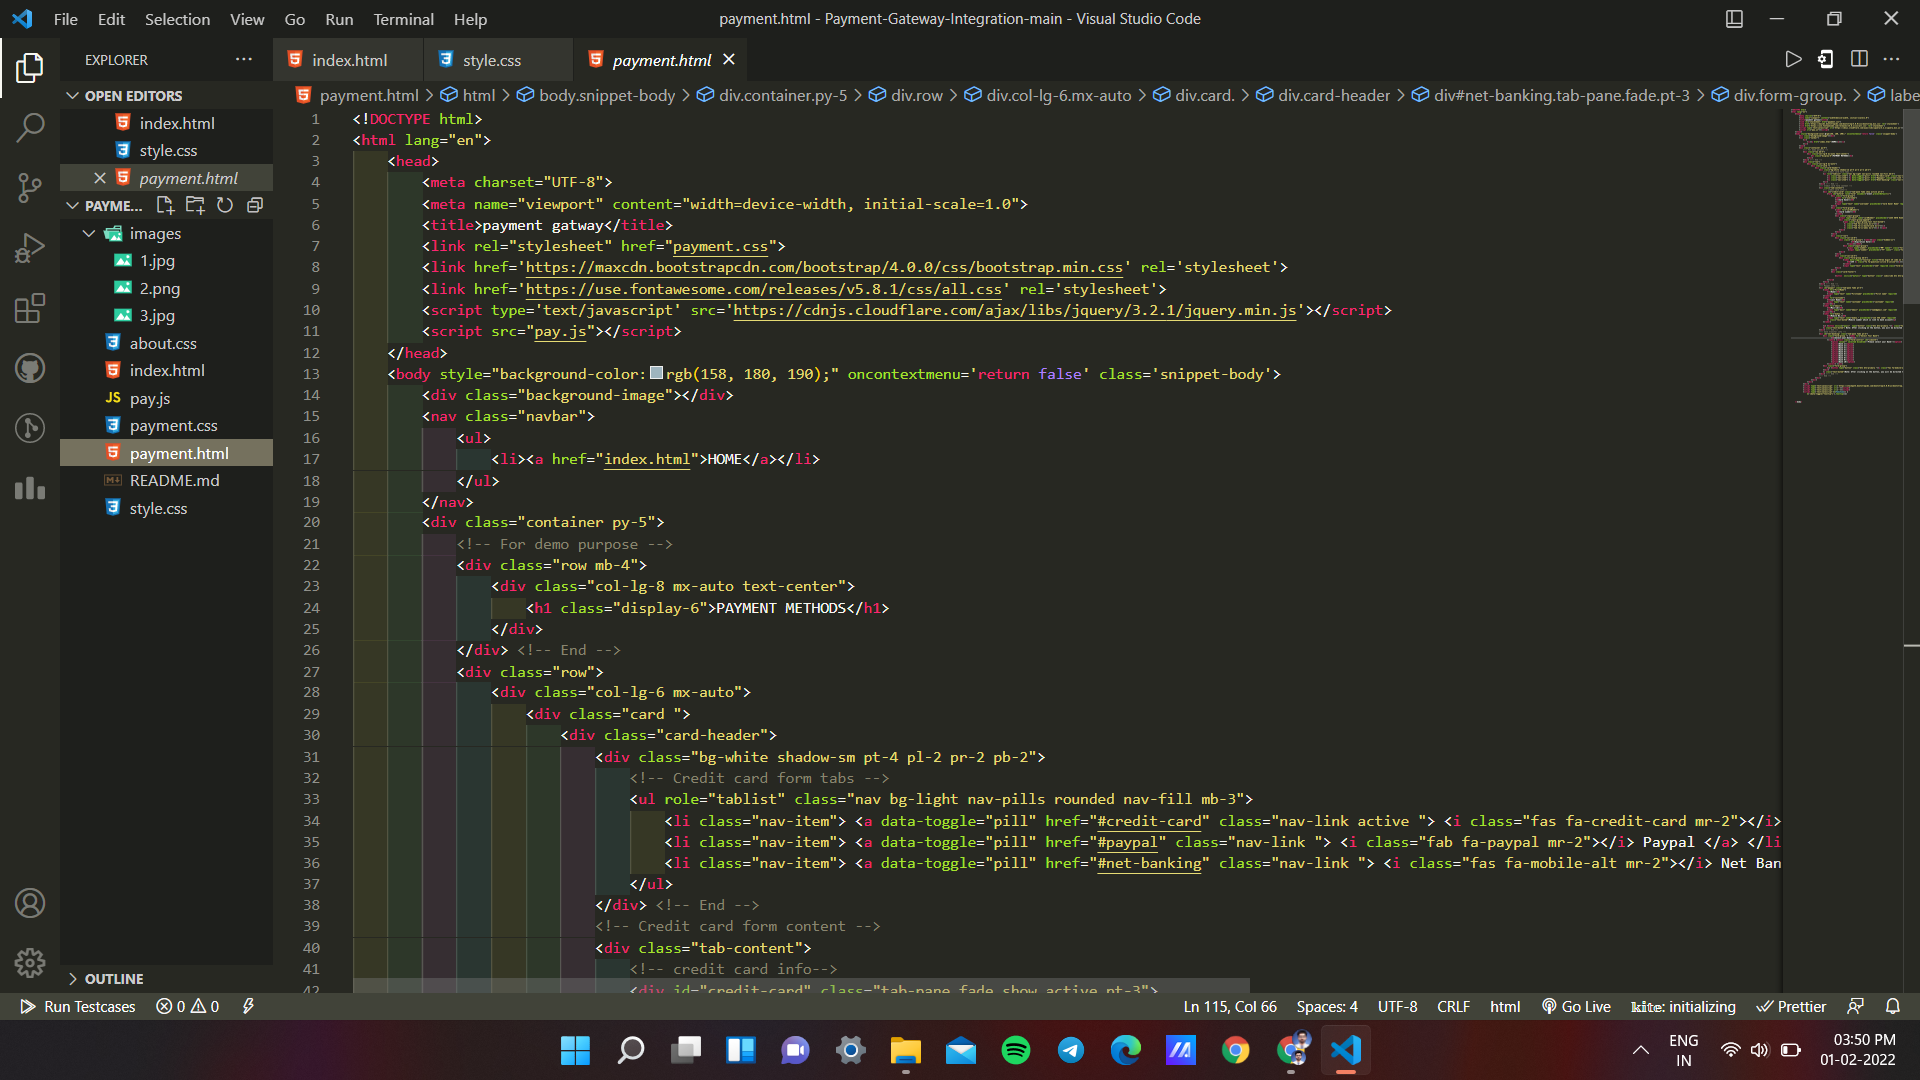 File Edit Selection View Go Run Terminal Help
payment.html - Payment-Gateway-Integration-main - Visual Studio Code
EXPLORER
index.html
style.css
payment.html
OPEN EDITORS
index.html
style.css
payment.html
PAYME...
images
1.jpg
2.png
3.jpg
about.css
index.html
JS pay.js
payment.css
payment.html
README.md
style.css
OUTLINE
payment.html > html > body.snippet-body > div.container.py-5 > div.row > div.col-lg-6.mx-auto > div.card. > div.card-header > div#net-banking.tab-pane.fade.pt-3 > div.form-group. > labe
1 <!DOCTYPE html>
2 <html lang="en">
3 <head>
4 <meta charset="UTF-8">
5 <meta name="viewport" content="width=device-width, initial-scale=1.0">
6 <title>payment gatway</title>
7 <link rel="stylesheet" href="payment.css">
8 <link href='https://maxcdn.bootstrapcdn.com/bootstrap/4.0.0/css/bootstrap.min.css' rel='stylesheet'>
9 <link href='https://use.fontawesome.com/releases/v5.8.1/css/all.css' rel='stylesheet'>
10 <script type='text/javascript' src='https://cdnjs.cloudflare.com/ajax/libs/jquery/3.2.1/jquery.min.js'></script>
11 <script src="pay.js"></script>
12 </head>
13 <body style="background-color: rgb(158, 180, 190);" oncontextmenu='return false' class='snippet-body'>
14 <div class="background-image"></div>
15 <nav class="navbar">
16 <ul>
17 <li><a href="index.html">HOME</a></li>
18 </ul>
19 </nav>
20 <div class="container py-5">
21 <!-- For demo purpose -->
22 <div class="row mb-4">
23 <div class="col-lg-8 mx-auto text-center">
24 <h1 class="display-6">PAYMENT METHODS</h1>
25 </div>
26 </div> <!-- End -->
27 <div class="row">
28 <div class="col-lg-6 mx-auto">
29 <div class="card ">
30 <div class="card-header">
31 <div class="bg-white shadow-sm pt-4 pl-2 pr-2 pb-2">
32 <!-- Credit card form tabs -->
33 <ul role="tablist" class="nav bg-light nav-pills rounded nav-fill mb-3">
34 <li class="nav-item"> <a data-toggle="pill" href="#credit-card" class="nav-link active "> <i class="fas fa-credit-card mr-2"></i>
35 <li class="nav-item"> <a data-toggle="pill" href="#paypal" class="nav-link "> <i class="fab fa-paypal mr-2"></i> Paypal </a> </li
36 <li class="nav-item"> <a data-toggle="pill" href="#net-banking" class="nav-link "> <i class="fas fa-mobile-alt mr-2"></i> Net Ban
37 </ul>
38 </div> <!-- End -->
39 <!-- Credit card form content -->
40 <div class="tab-content">
41 <!-- credit card info-->
42 <div id="credit-card" class="tab-pane fade show active pt-3">
Run Testcases 0 0
Ln 115, Col 66 Spaces: 4 UTF-8 CRLF html Go Live kite: initializing Prettier
ENG
IN
03:50 PM
01-02-2022